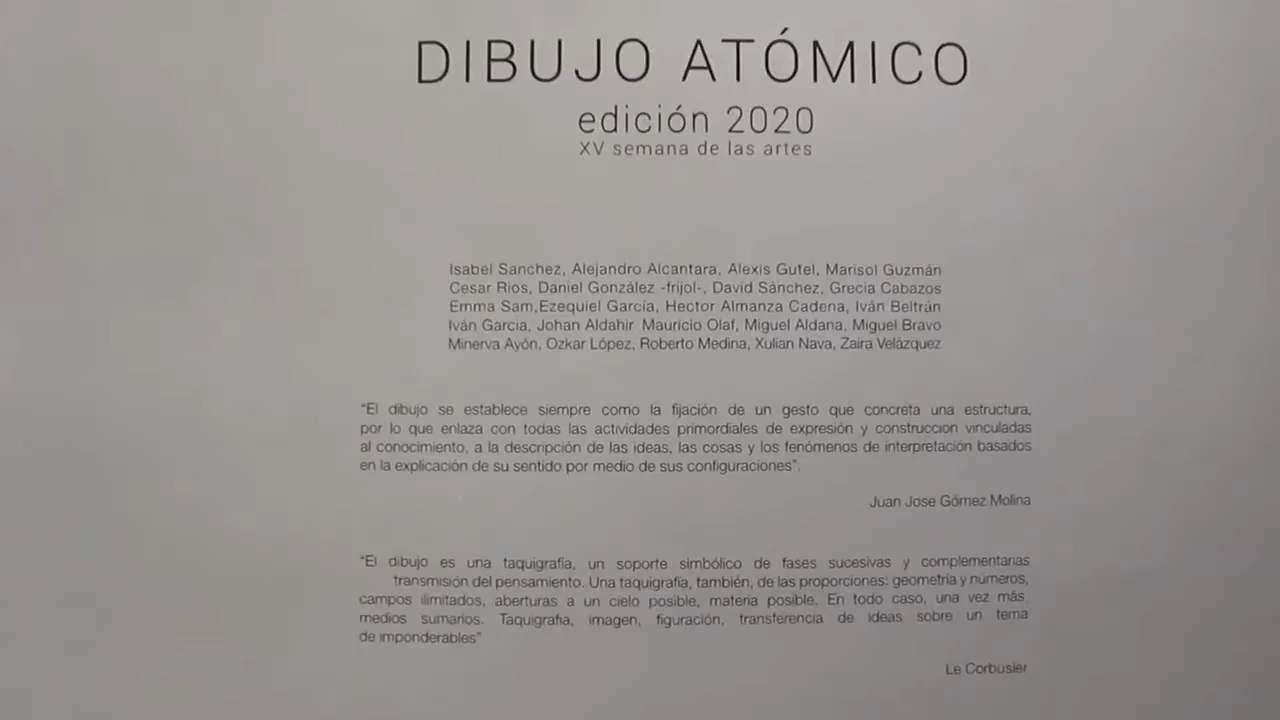 DIBUJO ATÓMICO
edición 2020
XV semana de las artes
Isabel Sanchez, Alejandro Alcantara, Alexis Gutel, Marisol Guzmán
Cesar Rios, Daniel González -frijol-, David Sánchez, Grecia Cabazos
Emma Sam,Ezequiel García, Hector Almanza Cadena, Iván Beltrán
Iván Garcia, Johan Aldahir Mauricio Olaf, Miguel Aldana, Miguel Bravo
Minerva Ayón, Ozkar López, Roberto Medina, Xulian Nava, Zaira Velázquez
“El dibujo se establece siempre como la fijación de un gesto que concreta una estructura,
por lo que enlaza con todas las actividades primordiales de expresión y construccion vinculadas
al conocimiento, a la descripción de las ideas, las cosas y los fenómenos de interpretación basados
en la explicación de su sentido por medio de sus configuraciones”.
Juan Jose Gómez Molina
“El dibujo es una taquigrafía, un soporte simbólico de fases sucesivas y complementarias
transmisión del pensamiento. Una taquigrafía, también, de las proporciones: geometría y números,
campos ilimitados, aberturas a un cielo posible, materia posible. En todo caso, una vez más,
medios sumarios. Taquigrafia, imagen, figuración, transferencia de ideas sobre un tema
de imponderables”
Le Corbusier